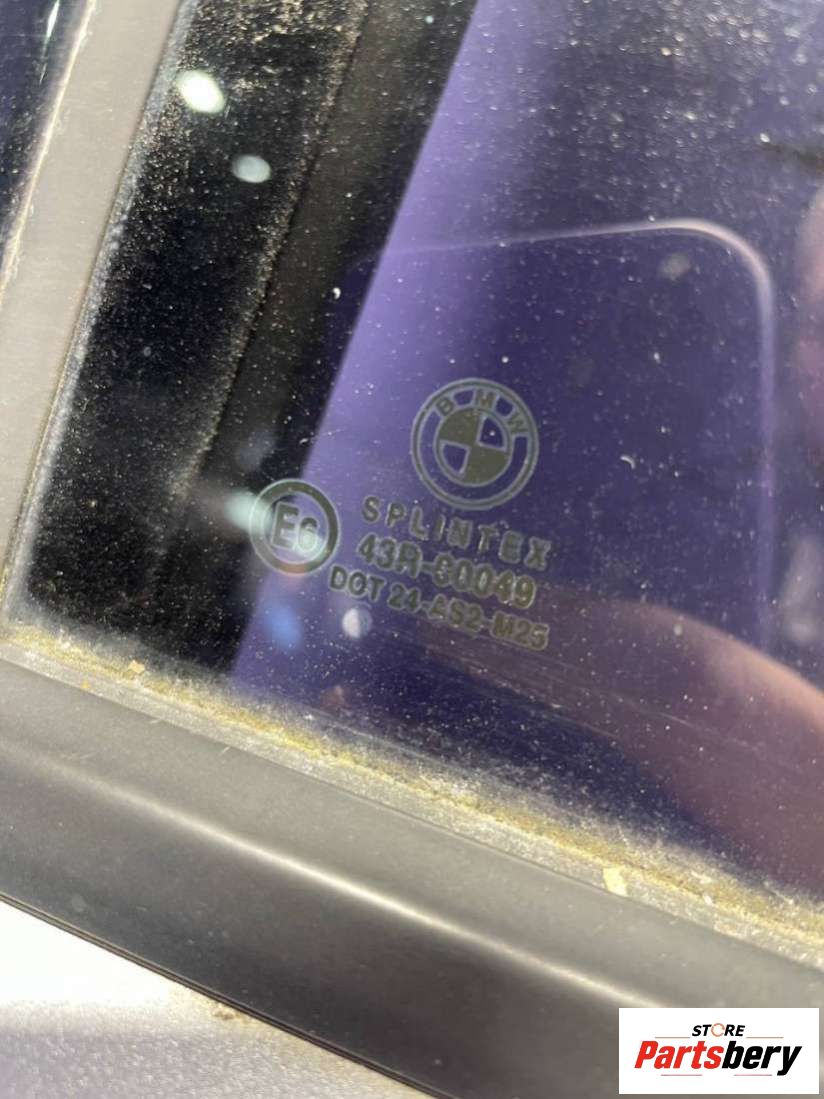 BMW
E6
SPLINTEX
43R-00049
DOT 24-AS2-M25
STORE
Partsbery